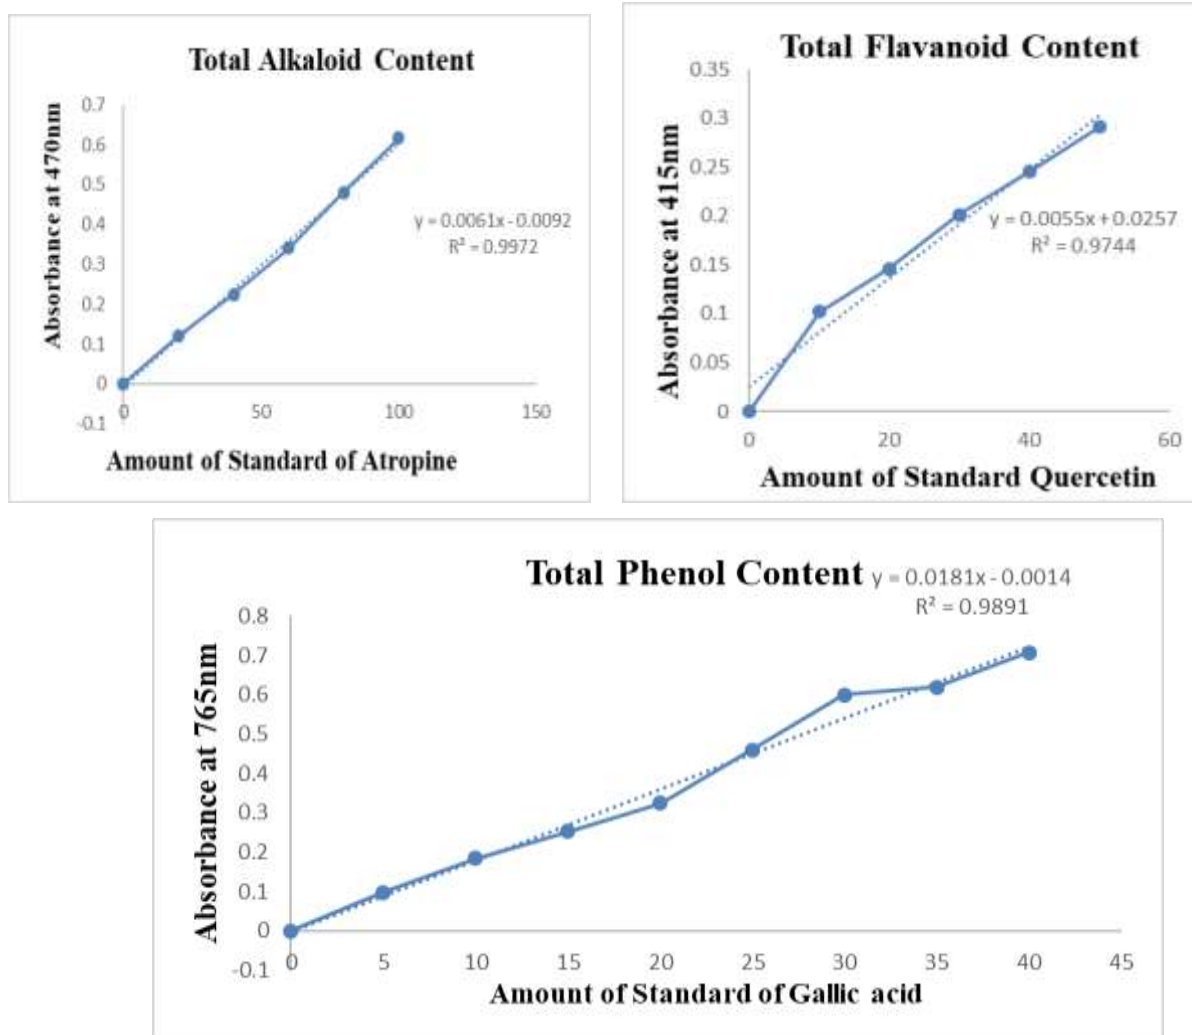 Total Alkaloid Content
Absorbance at 470nm
0.7
0.6
0.5
0.4
0.3
0.2
0.1
0
-0.1
y = 0.0061x - 0.0092
R² = 0.9972
0 50 100 150
Amount of Standard of Atropine
Total Flavanoid Content
Absorbance at 415nm
0.35
0.3
0.25
0.2
0.15
0.1
0.05
0
y = 0.0055x + 0.0257
R² = 0.9744
0 20 40 60
Amount of Standard Quercetin
Total Phenol Content
y = 0.0181x - 0.0014
R² = 0.9891
Absorbance at 765nm
0.8
0.7
0.6
0.5
0.4
0.3
0.2
0.1
0
-0.1
0 5 10 15 20 25 30 35 40 45
Amount of Standard of Gallic acid